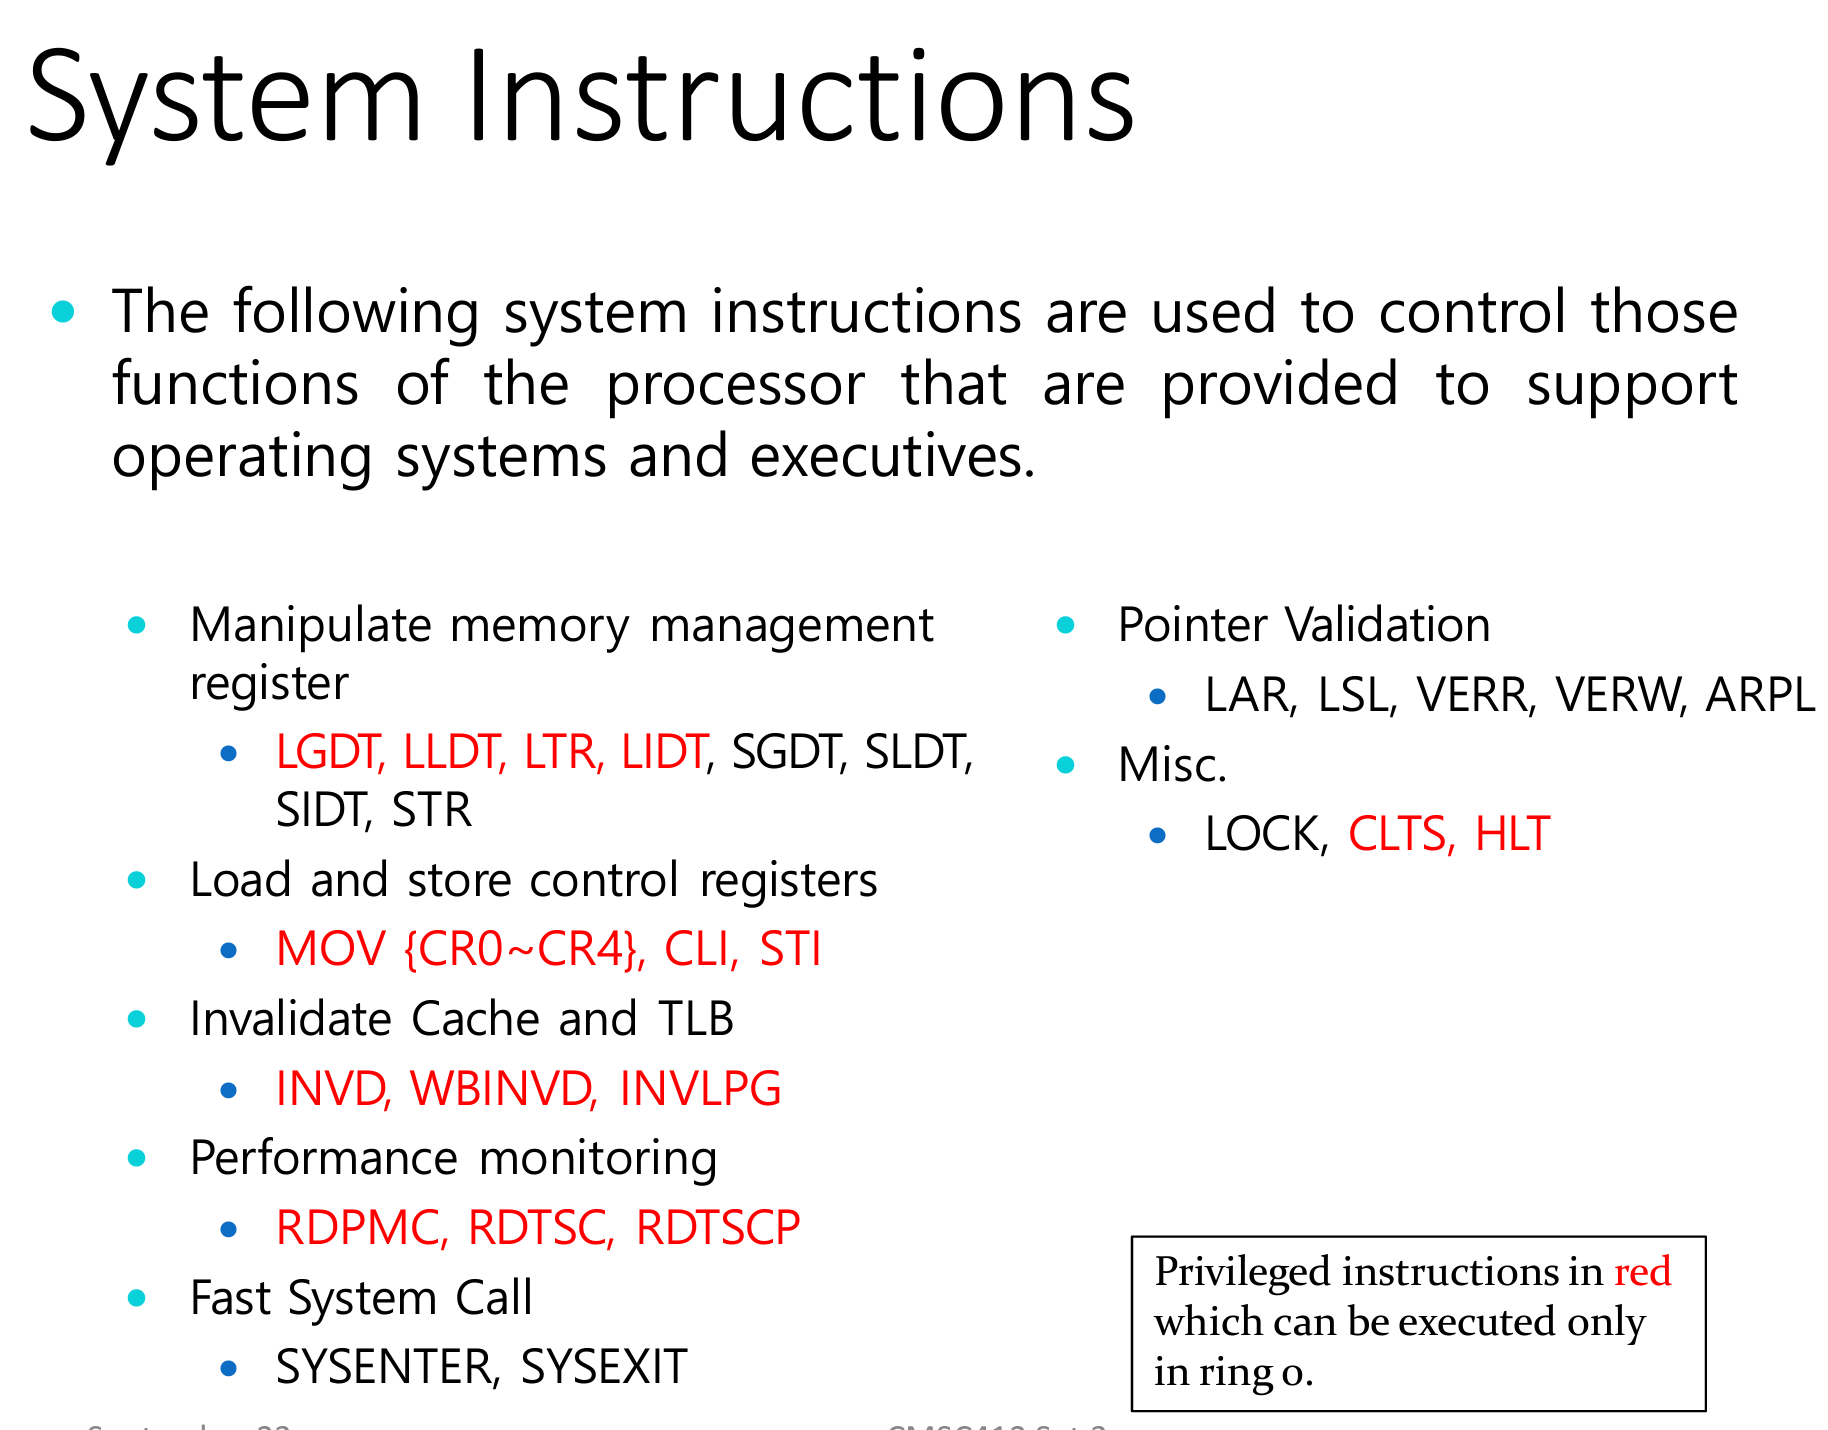 System Instructions
The following system instructions are used to control those
functions of the processor that are provided to support
operating systems and executives.
Manipulate memory management
register
LGDT, LLDT, LTR, LIDT, SGDT, SLDT,
SIDT, STR
Load and store control registers
MOV {CR0~CR4}, CLI, STI
Invalidate Cache and TLB
INVD, WBINVD, INVLPG
Performance monitoring
RDPMC, RDTSC, RDTSCP
Fast System Call
SYSENTER, SYSEXIT
Pointer Validation
LAR, LSL, VERR, VERW, ARPL
Misc.
LOCK, CLTS, HLT
Privileged instructions in red
which can be executed only
in ring 0.